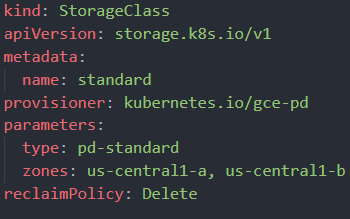 kind: StorageClass
apiVersion: storage.k8s.io/v1
metadata:
  name: standard
provisioner: kubernetes.io/gce-pd
parameters:
  type: pd-standard
  zones: us-central1-a, us-central1-b
reclaimPolicy: Delete